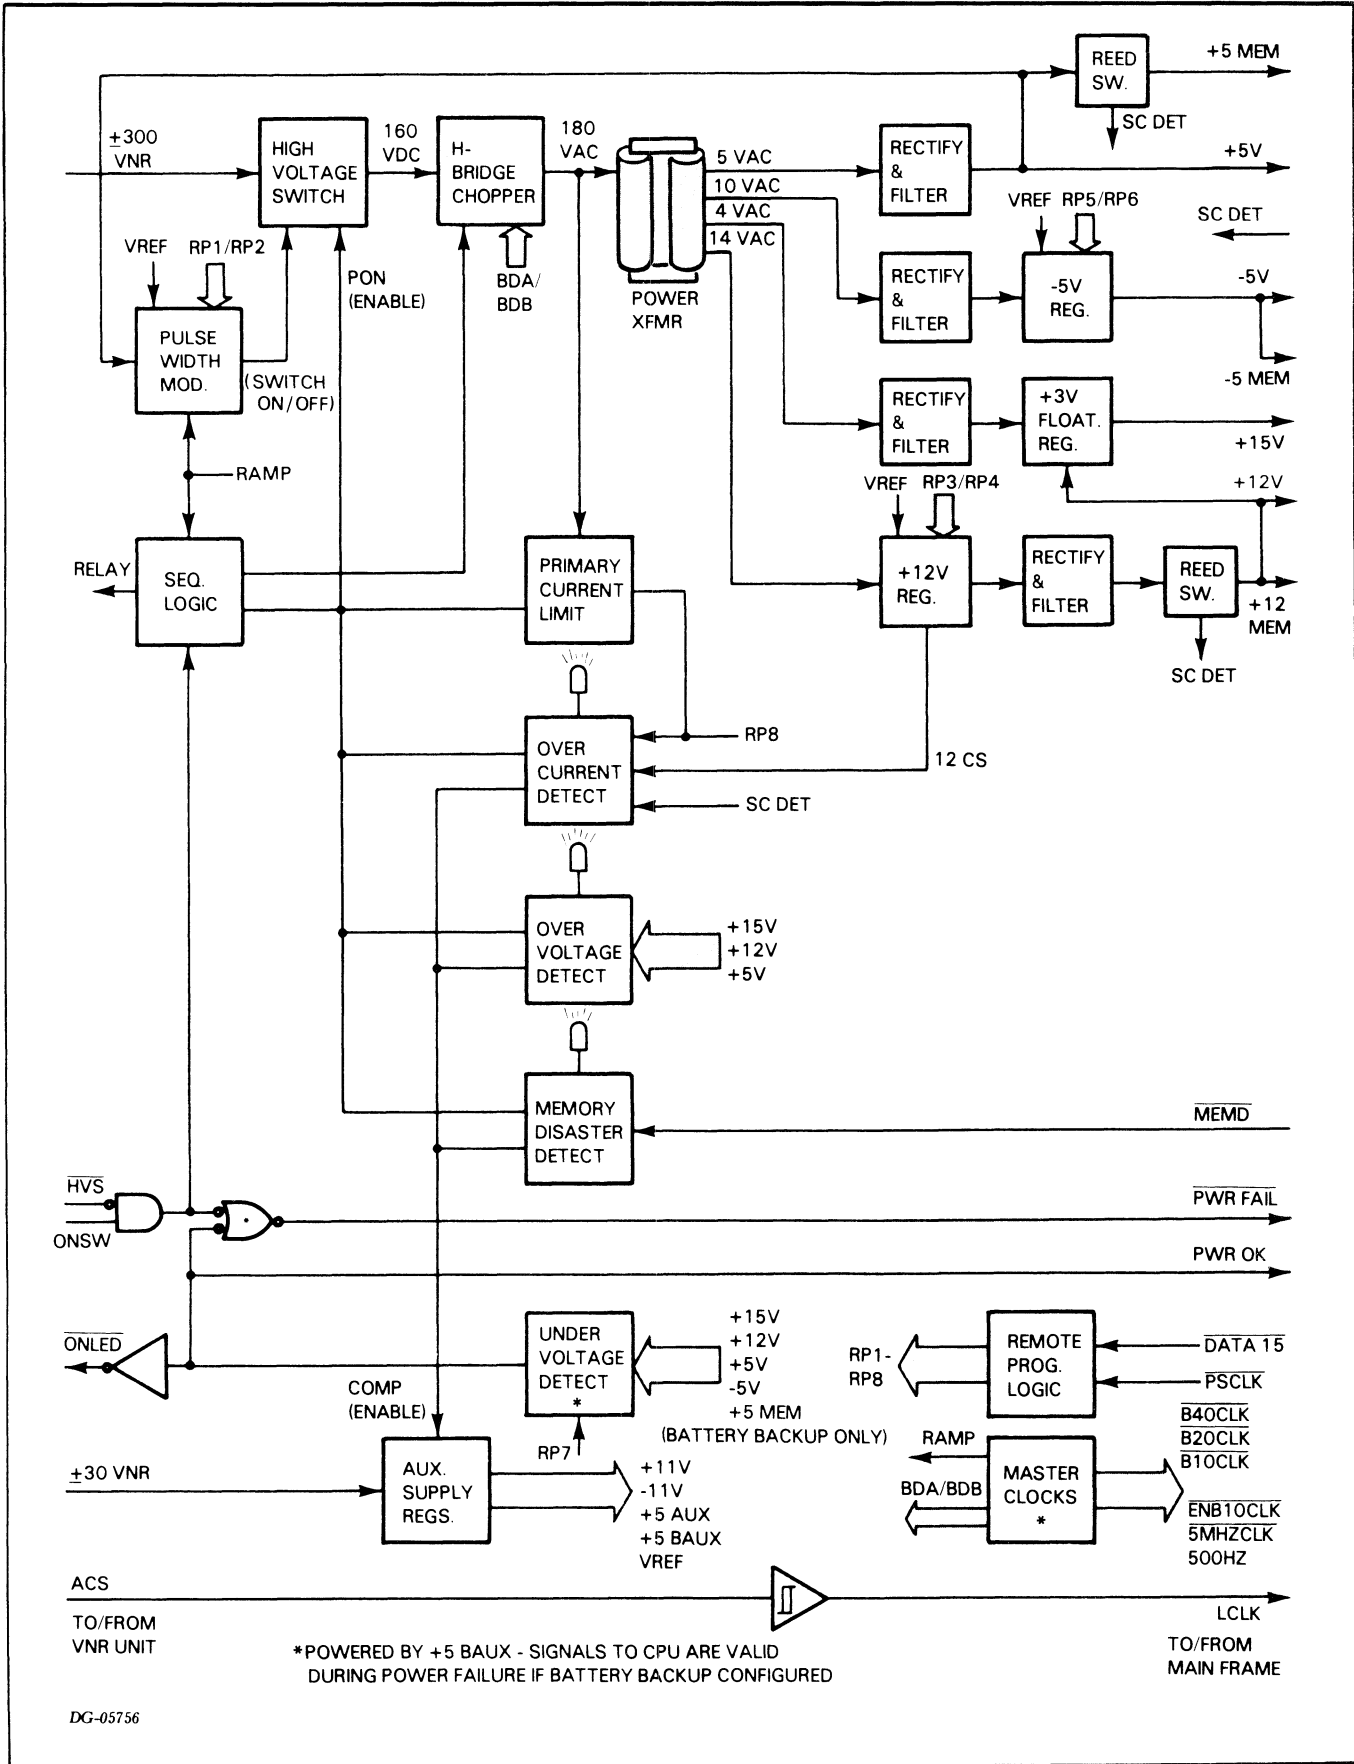 REED
SW.
+5 MEM
SC DET
±300
VNR
HIGH
VOLTAGE
SWITCH
160
VDC
H-
BRIDGE
CHOPPER
180
VAC
5 VAC
10 VAC
4 VAC
14 VAC
POWER
XFMR
RECTIFY
&
FILTER
+5V
VREF
RP5/RP6
SC DET
VREF
RP1/RP2
PON
(ENABLE)
BDA/
BDB
RECTIFY
&
FILTER
-5V
REG.
-5V
-5 MEM
PULSE
WIDTH
MOD.
(SWITCH
ON/OFF)
RECTIFY
&
FILTER
+3V
FLOAT.
REG.
+15V
RAMP
VREF
RP3/RP4
+12V
RELAY
SEQ.
LOGIC
PRIMARY
CURRENT
LIMIT
+12V
REG.
RECTIFY
&
FILTER
REED
SW.
+12
MEM
SC DET
OVER
CURRENT
DETECT
RP8
12 CS
SC DET
OVER
VOLTAGE
DETECT
+15V
+12V
+5V
MEMORY
DISASTER
DETECT
MEMD
HVS
ONSW
PWR FAIL
PWR OK
ONLED
UNDER
VOLTAGE
DETECT
*
+15V
+12V
+5V
-5V
+5 MEM
(BATTERY BACKUP ONLY)
RP7
RP1-
RP8
REMOTE
PROG.
LOGIC
DATA 15
PSCLK
COMP
(ENABLE)
±30 VNR
AUX.
SUPPLY
REGS.
+11V
-11V
+5 AUX
+5 BAUX
VREF
RAMP
BDA/BDB
MASTER
CLOCKS
*
B40CLK
B20CLK
B10CLK
ENB10CLK
5MHZCLK
500HZ
ACS
LCLK
TO/FROM
VNR UNIT
TO/FROM
MAIN FRAME
*POWERED BY +5 BAUX - SIGNALS TO CPU ARE VALID
DURING POWER FAILURE IF BATTERY BACKUP CONFIGURED
DG-05756